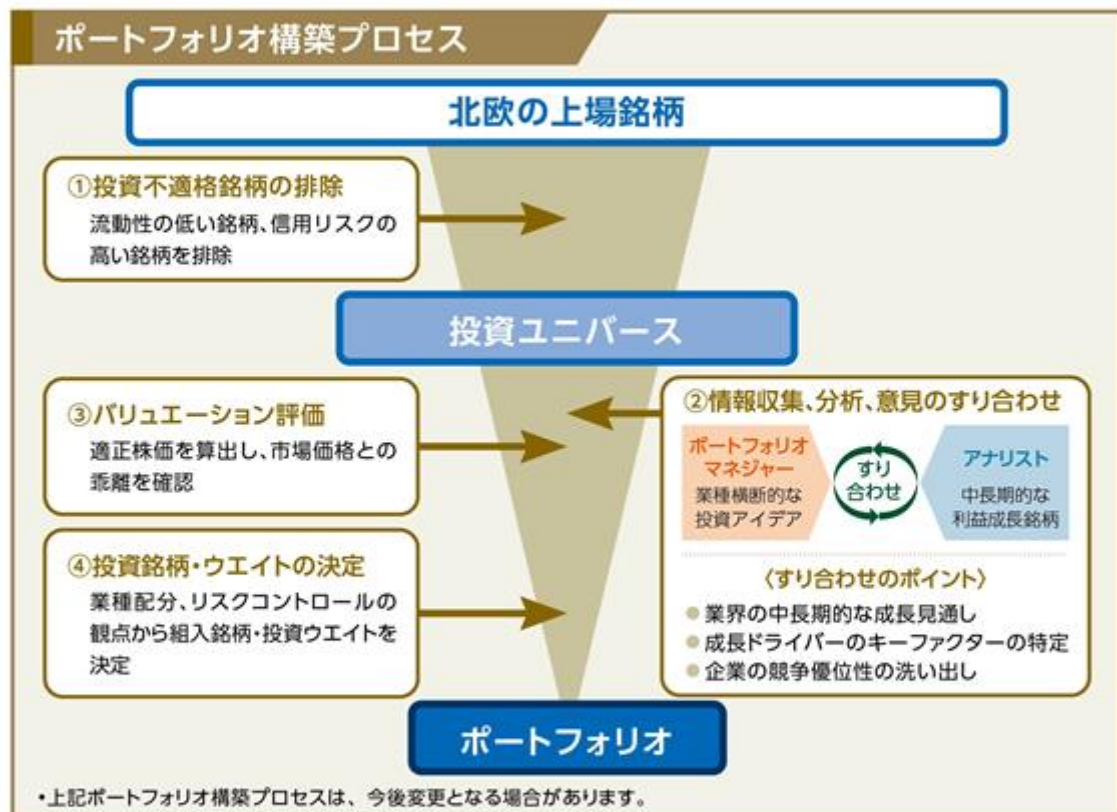 ポートフォリオ構築プロセス
北欧の上場銘柄
①投資不適格銘柄の排除
流動性の低い銘柄、信用リスクの
高い銘柄を排除
投資ユニバース
②情報収集、分析、意見のすり合わせ
ポートフォリオ
マネジャー
業種横断的な
投資アイデア
すり
合わせ
アナリスト
中長期的な
利益成長銘柄
〈すり合わせのポイント〉
●業界の中長期的な成長見通し
●成長ドライバーのキーファクターの特定
●企業の競争優位性の洗い出し
③バリュエーション評価
適正株価を算出し、市場価格との
乖離を確認
④投資銘柄・ウエイトの決定
業種配分、リスクコントロールの
観点から組入銘柄・投資ウエイトを
決定
ポートフォリオ
・上記ポートフォリオ構築プロセスは、今後変更となる場合があります。